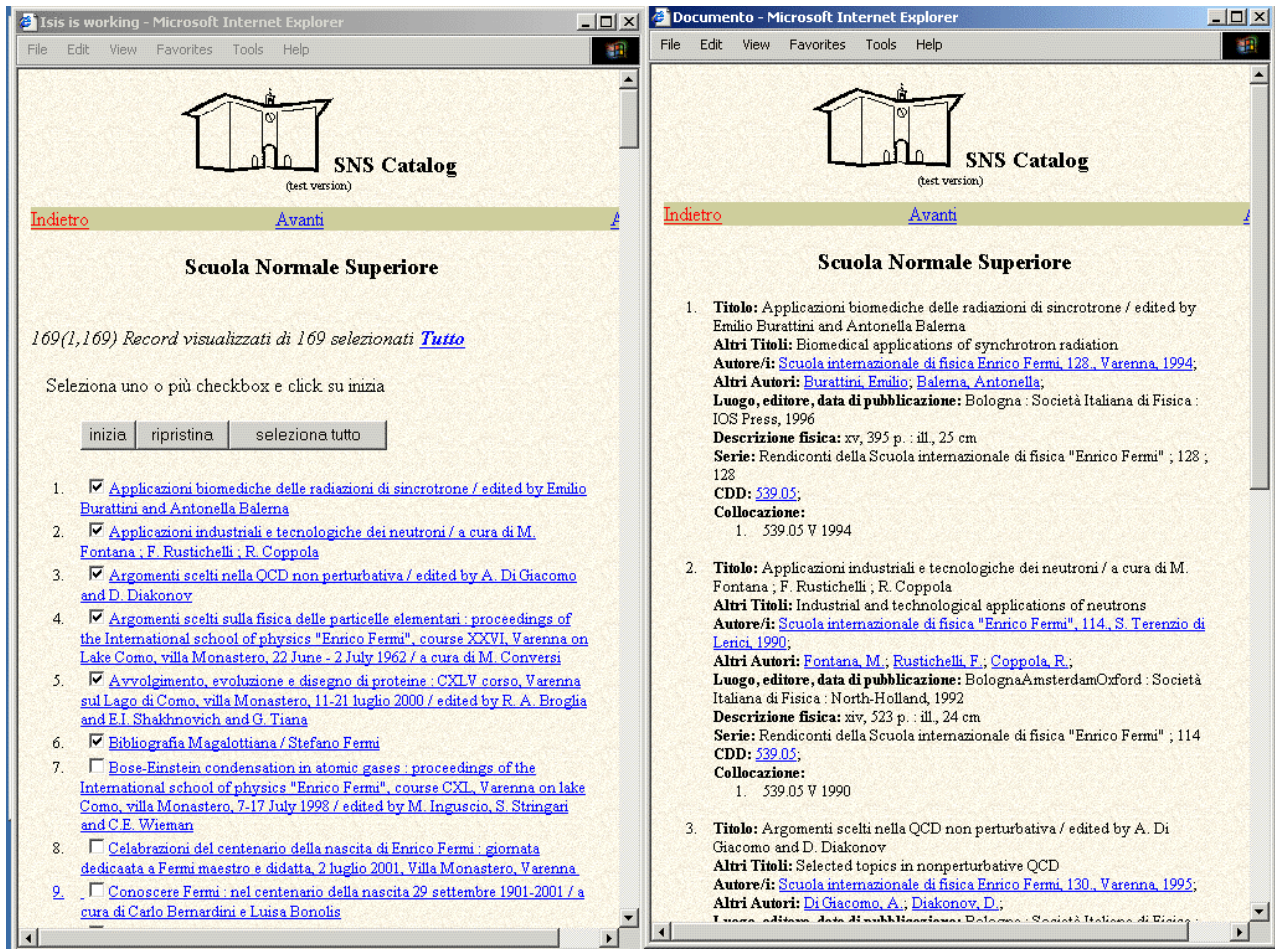 Isis is working - Microsoft Internet Explorer
File Edit View Favorites Tools Help
SNS Catalog
(test version)
Indietro Avanti A
Scuola Normale Superiore
169(1,169) Record visualizzati di 169 selezionati Tutto
Seleziona uno o più checkbox e click su inizia
inizia ripristina seleziona tutto
1. Applicazioni biomediche delle radiazioni di sincrotrone / edited by Emilio
Burattini and Antonella Balerna
2. Applicazioni industriali e tecnologiche dei neutroni / a cura di M.
Fontana ; F. Rustichelli ; R. Coppola
3. Argomenti scelti nella QCD non perturbativa / edited by A. Di Giacomo
and D. Diakonov
4. Argomenti scelti sulla fisica delle particelle elementari : proceedings of
the International school of physics "Enrico Fermi", course XXVI, Varenna on
Lake Como, villa Monastero, 22 June - 2 July 1962 / a cura di M. Conversi
5. Avvolgimento, evoluzione e disegno di proteine : CXLV corso, Varenna
sul Lago di Como, villa Monastero, 11-21 luglio 2000 / edited by R. A. Broglia
and E.I. Shakhnovich and G. Tiana
6. Bibliografia Magalottiana / Stefano Fermi
7. Bose-Einstein condensation in atomic gases : proceedings of the
International school of physics "Enrico Fermi", course CXL, Varenna on lake
Como, villa Monastero, 7-17 July 1998 / edited by M. Inguscio, S. Stringari
and C.E. Wieman
8. Celabrazioni del centenario della nascita di Enrico Fermi : giornata
dedicata a Fermi maestro e didatta, 2 luglio 2001, Villa Monastero, Varenna
9. Conoscere Fermi : nel centenario della nascita 29 settembre 1901-2001 / a
cura di Carlo Bernardini e Luisa Bonolis
Documento - Microsoft Internet Explorer
File Edit View Favorites Tools Help
SNS Catalog
(test version)
Indietro Avanti A
Scuola Normale Superiore
1. Titolo: Applicazioni biomediche delle radiazioni di sincrotrone / edited by
Emilio Burattini and Antonella Balerna
Altri Titoli: Biomedical applications of synchrotron radiation
Autore/i: Scuola internazionale di fisica Enrico Fermi, 128., Varenna, 1994;
Altri Autori: Burattini, Emilio; Balerna, Antonella;
Luogo, editore, data di pubblicazione: Bologna : Società Italiana di Fisica :
IOS Press, 1996
Descrizione fisica: xv, 395 p. : ill., 25 cm
Serie: Rendiconti della Scuola internazionale di fisica "Enrico Fermi" ; 128 ;
128
CDD: 539.05;
Collocazione:
1. 539.05 V 1994
2. Titolo: Applicazioni industriali e tecnologiche dei neutroni / a cura di M.
Fontana ; F. Rustichelli ; R. Coppola
Altri Titoli: Industrial and technological applications of neutrons
Autore/i: Scuola internazionale di fisica "Enrico Fermi", 114., S. Terenzio di
Lerici, 1990;
Altri Autori: Fontana, M.; Rustichelli, F.; Coppola, R.;
Luogo, editore, data di pubblicazione: BolognaAmsterdamOxford : Società
Italiana di Fisica : North-Holland, 1992
Descrizione fisica: xiv, 523 p. : ill., 24 cm
Serie: Rendiconti della Scuola internazionale di fisica "Enrico Fermi" ; 114
CDD: 539.05;
Collocazione:
1. 539.05 V 1990
3. Titolo: Argomenti scelti nella QCD non perturbativa / edited by A. Di
Giacomo and D. Diakonov
Altri Titoli: Selected topics in nonperturbative QCD
Autore/i: Scuola internazionale di fisica Enrico Fermi, 130., Varenna, 1995;
Altri Autori: Di Giacomo, A.; Diakonov, D.;
Luogo, editore, data di pubblicazione: Bologna : Società Italiana di Fisica :